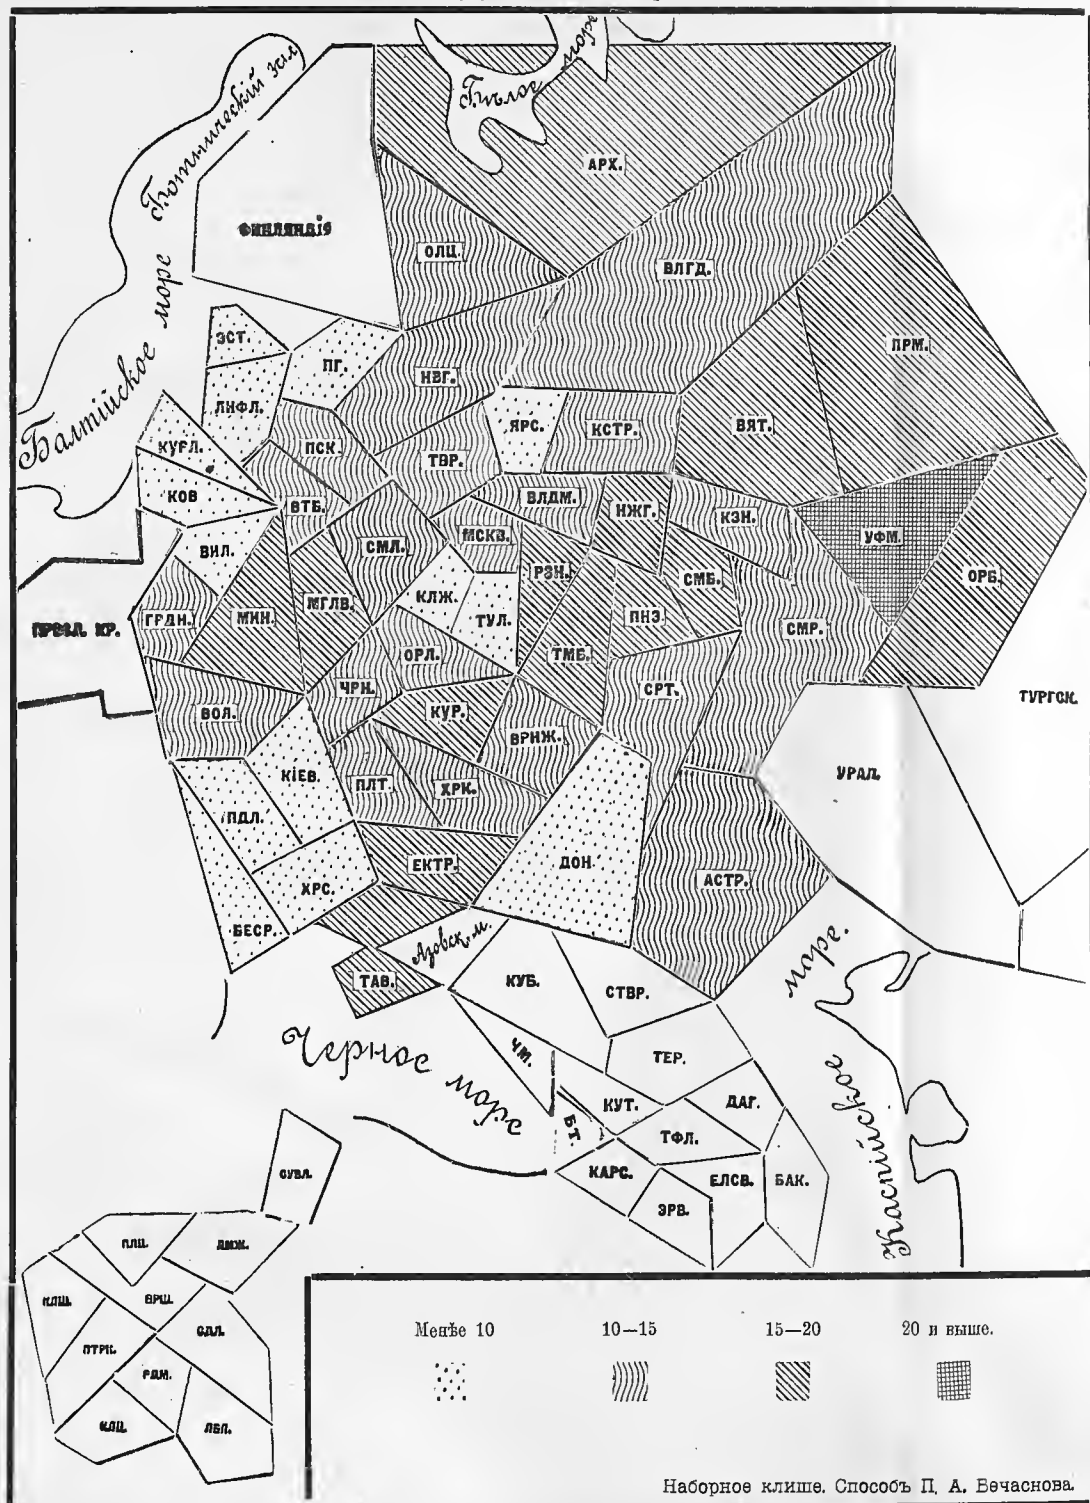 Ботническій зал
Бѣлое море
АРХ.
ФИНЛЯНДІЯ
ОЛЦ.
ВЛГД.
Балтійское море
ЭСТ.
ПГ.
НВГ.
ПРМ.
ЛИФЛ.
ЯРС.
КСТР.
ВЯТ.
КУРЛ.
ПСК.
ТВР.
КОВ
ВТБ.
ВЛДМ.
НЖГ.
КЗН.
УФМ.
ВИЛ.
СМЛ.
МСКВ.
РЗН.
СМБ.
ОРБ.
ГРДН.
МИН.
МГЛВ.
КЛЖ.
ТУЛ.
ПНЗ.
СМР.
ПРВЛ. КР.
ОРЛ.
ТМБ.
ЧРН.
СРТ.
ТУРГСК.
ВОЛ.
КУР.
ВРНЖ.
КІЕВ.
ПЛТ.
ХРК.
УРАЛ.
ПДЛ.
ЕКТР.
ДОН.
АСТР.
ХРС.
БЕСР.
Азовск. м.
ТАВ.
КУБ.
СТВР.
море.
Черное море
ЧМ.
ТЕР.
Каспійское
КУТ.
ДАГ.
БТ.
ТФЛ.
КАРС.
ЕЛСВ.
БАК.
ЭРВ.
СУВЛ.
ПЛЦ.
ЛМЖ.
КЛШ.
ВРШ.
СДЛ.
ПТРК.
РДМ.
КЛЦ.
ЛБЛ.
Менѣе 10 10—15 15—20 20 и выше.
Наборное клише. Способъ П. А. Вечаснова.